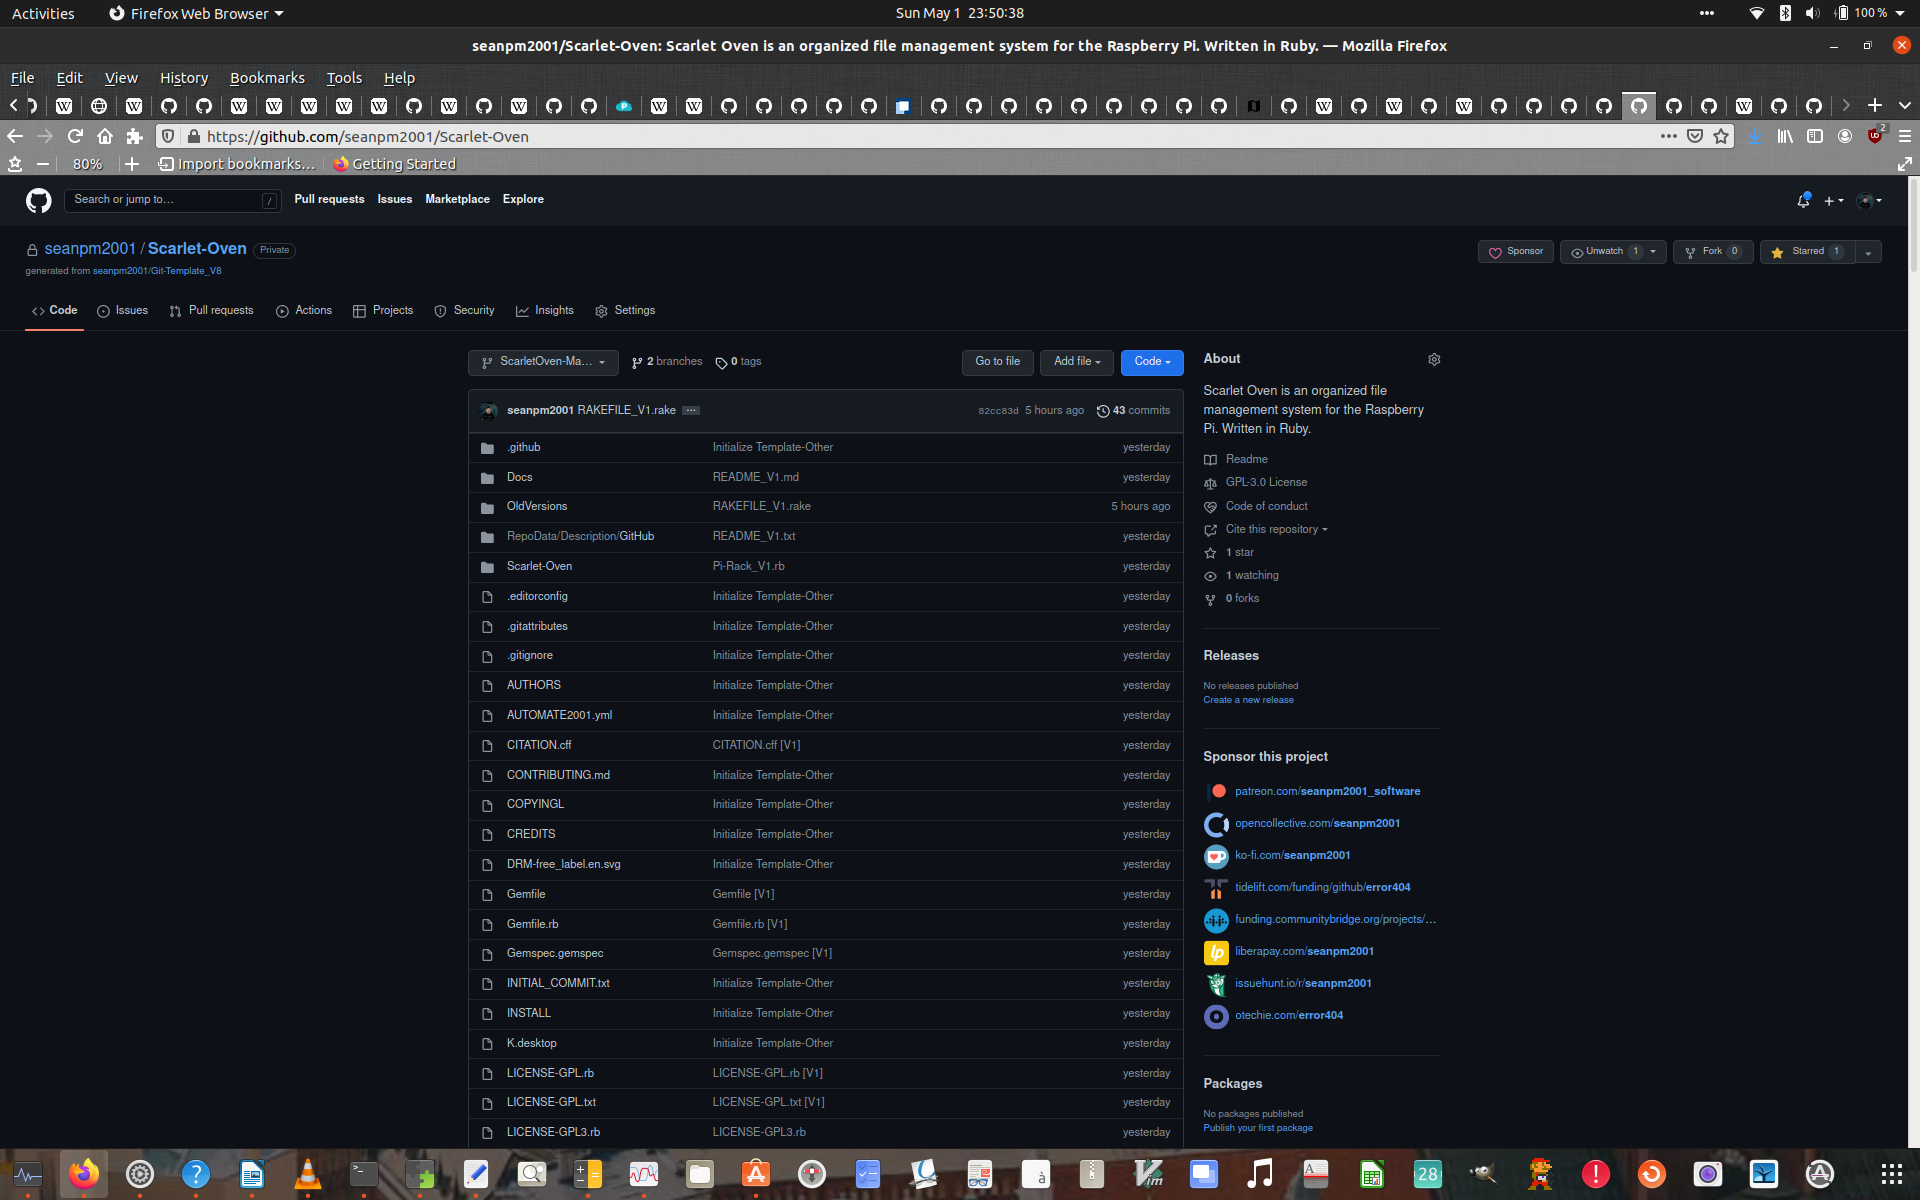 Activities
Firefox Web Browser
Sun May 1 23:50:38
100 %
seanpm2001/Scarlet-Oven: Scarlet Oven is an organized file management system for the Raspberry Pi. Written in Ruby. — Mozilla Firefox
File Edit View History Bookmarks Tools Help
https://github.com/seanpm2001/Scarlet-Oven
2
80%
Import bookmarks...
Getting Started
Search or jump to...
/
Pull requests Issues Marketplace Explore
seanpm2001 / Scarlet-Oven Private
generated from seanpm2001/Git-Template_V8
Sponsor
Unwatch 1
Fork 0
Starred 1
Code
Issues
Pull requests
Actions
Projects
Security
Insights
Settings
ScarletOven-Ma...
2 branches
0 tags
Go to file
Add file
Code
seanpm2001 RAKEFILE_V1.rake ...
82cc83d 5 hours ago 43 commits
.github Initialize Template-Other yesterday
Docs README_V1.md yesterday
OldVersions RAKEFILE_V1.rake 5 hours ago
RepoData/Description/GitHub README_V1.txt yesterday
Scarlet-Oven Pi-Rack_V1.rb yesterday
.editorconfig Initialize Template-Other yesterday
.gitattributes Initialize Template-Other yesterday
.gitignore Initialize Template-Other yesterday
AUTHORS Initialize Template-Other yesterday
AUTOMATE2001.yml Initialize Template-Other yesterday
CITATION.cff CITATION.cff [V1] yesterday
CONTRIBUTING.md Initialize Template-Other yesterday
COPYINGL Initialize Template-Other yesterday
CREDITS Initialize Template-Other yesterday
DRM-free_label.en.svg Initialize Template-Other yesterday
Gemfile Gemfile [V1] yesterday
Gemfile.rb Gemfile.rb [V1] yesterday
Gemspec.gemspec Gemspec.gemspec [V1] yesterday
INITIAL_COMMIT.txt Initialize Template-Other yesterday
INSTALL Initialize Template-Other yesterday
K.desktop Initialize Template-Other yesterday
LICENSE-GPL.rb LICENSE-GPL.rb [V1] yesterday
LICENSE-GPL.txt LICENSE-GPL.txt [V1] yesterday
LICENSE-GPL3.rb LICENSE-GPL3.rb yesterday
About
Scarlet Oven is an organized file
management system for the Raspberry
Pi. Written in Ruby.
Readme
GPL-3.0 License
Code of conduct
Cite this repository
1 star
1 watching
0 forks
Releases
No releases published
Create a new release
Sponsor this project
patreon.com/seanpm2001_software
opencollective.com/seanpm2001
ko-fi.com/seanpm2001
tidelift.com/funding/github/error404
funding.communitybridge.org/projects/...
liberapay.com/seanpm2001
issuehunt.io/r/seanpm2001
otechie.com/error404
Packages
No packages published
Publish your first package
28